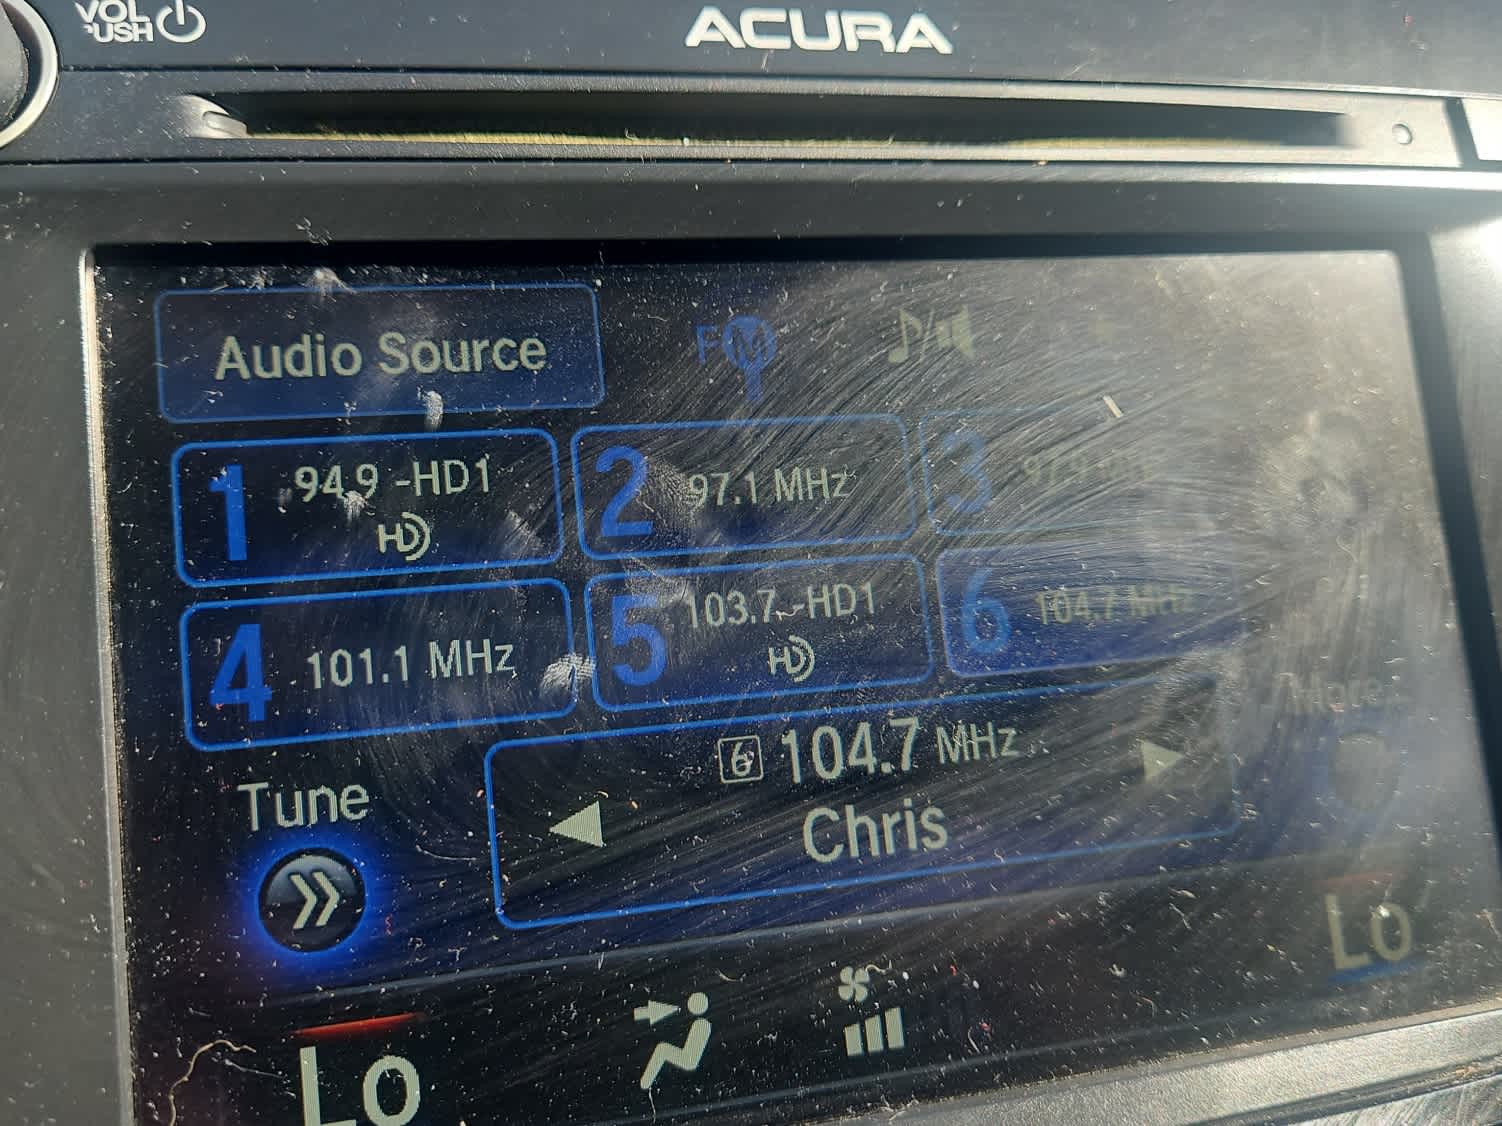 VOL
PUSH
ACURA
Audio Source
FM
1 94.9 -HD1
HD
2 97.1 MHz
3
4 101.1 MHz
5 103.7 -HD1
HD
6 104.7 MHz
Tune
6 104.7 MHz
Chris
More
Lo
Lo